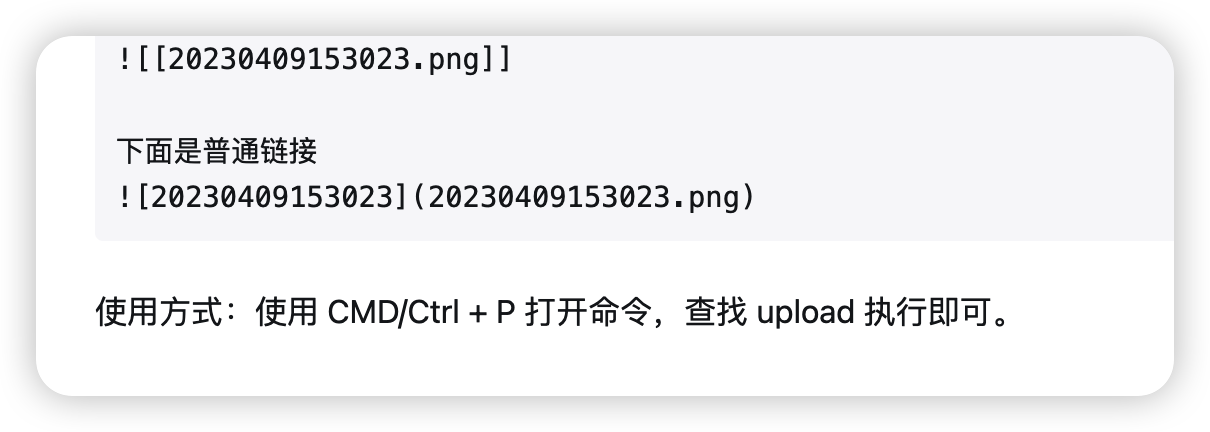 ![[20230409153023.png]]
下面是普通链接
![20230409153023](20230409153023.png)
使用方式：使用 CMD/Ctrl + P 打开命令，查找 upload 执行即可。